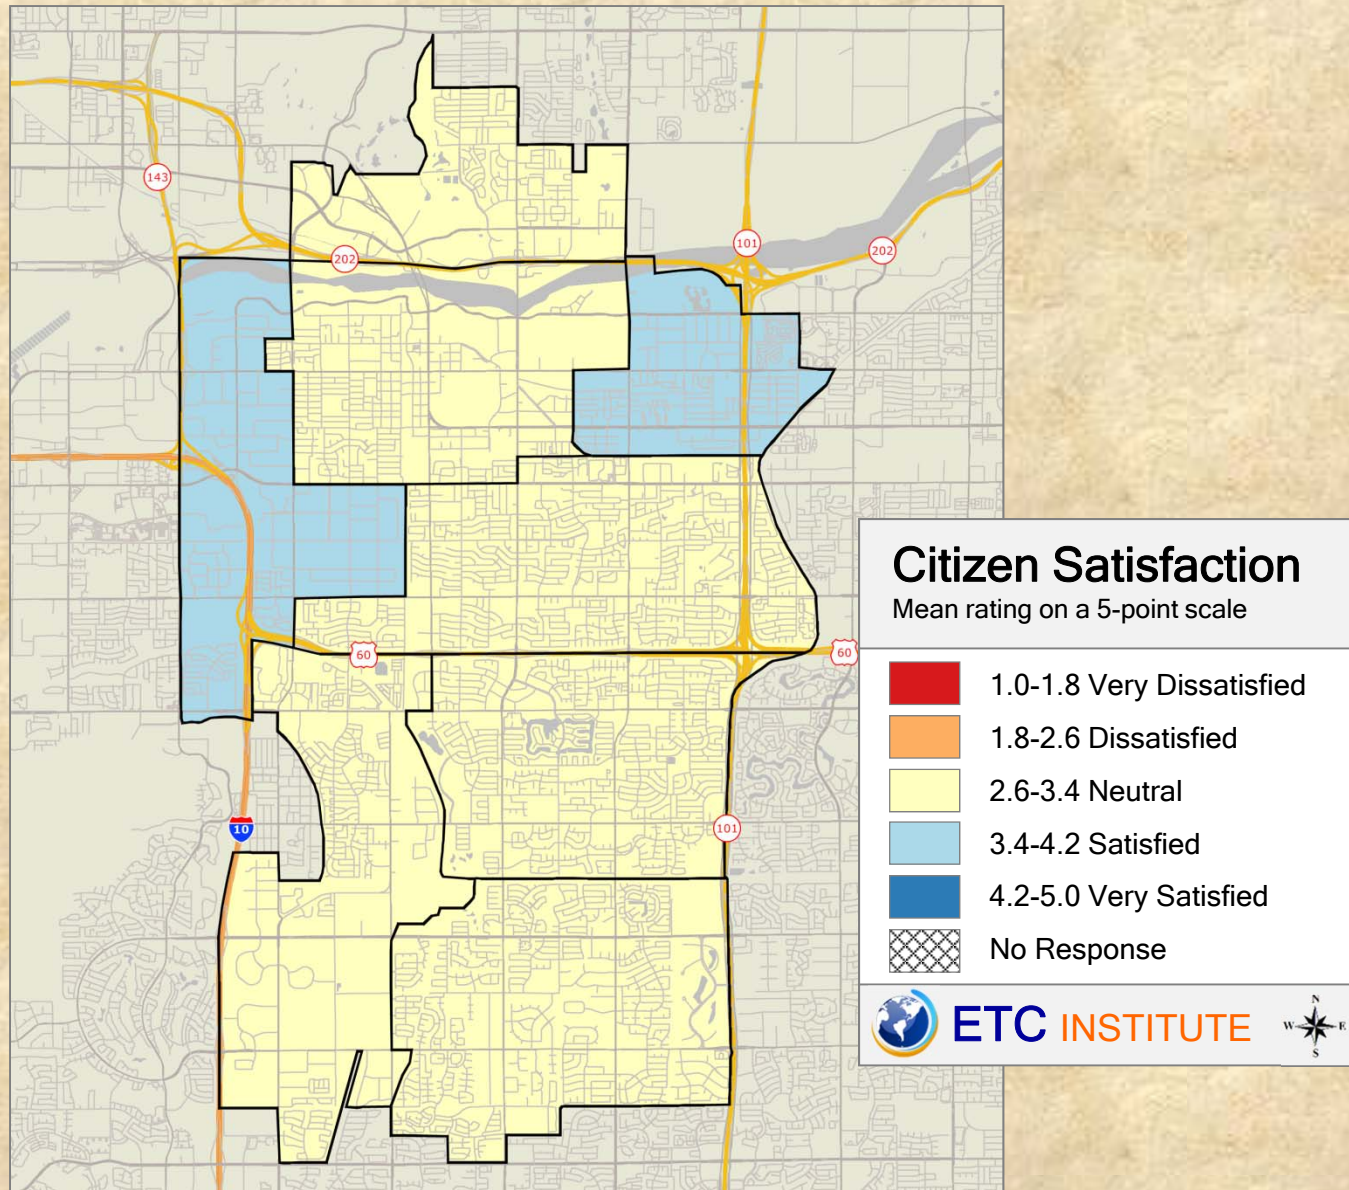 143
202
101
202
60
60
10
101
Citizen Satisfaction
Mean rating on a 5-point scale
1.0-1.8 Very Dissatisfied
1.8-2.6 Dissatisfied
2.6-3.4 Neutral
3.4-4.2 Satisfied
4.2-5.0 Very Satisfied
No Response
ETC INSTITUTE
N
W E
S